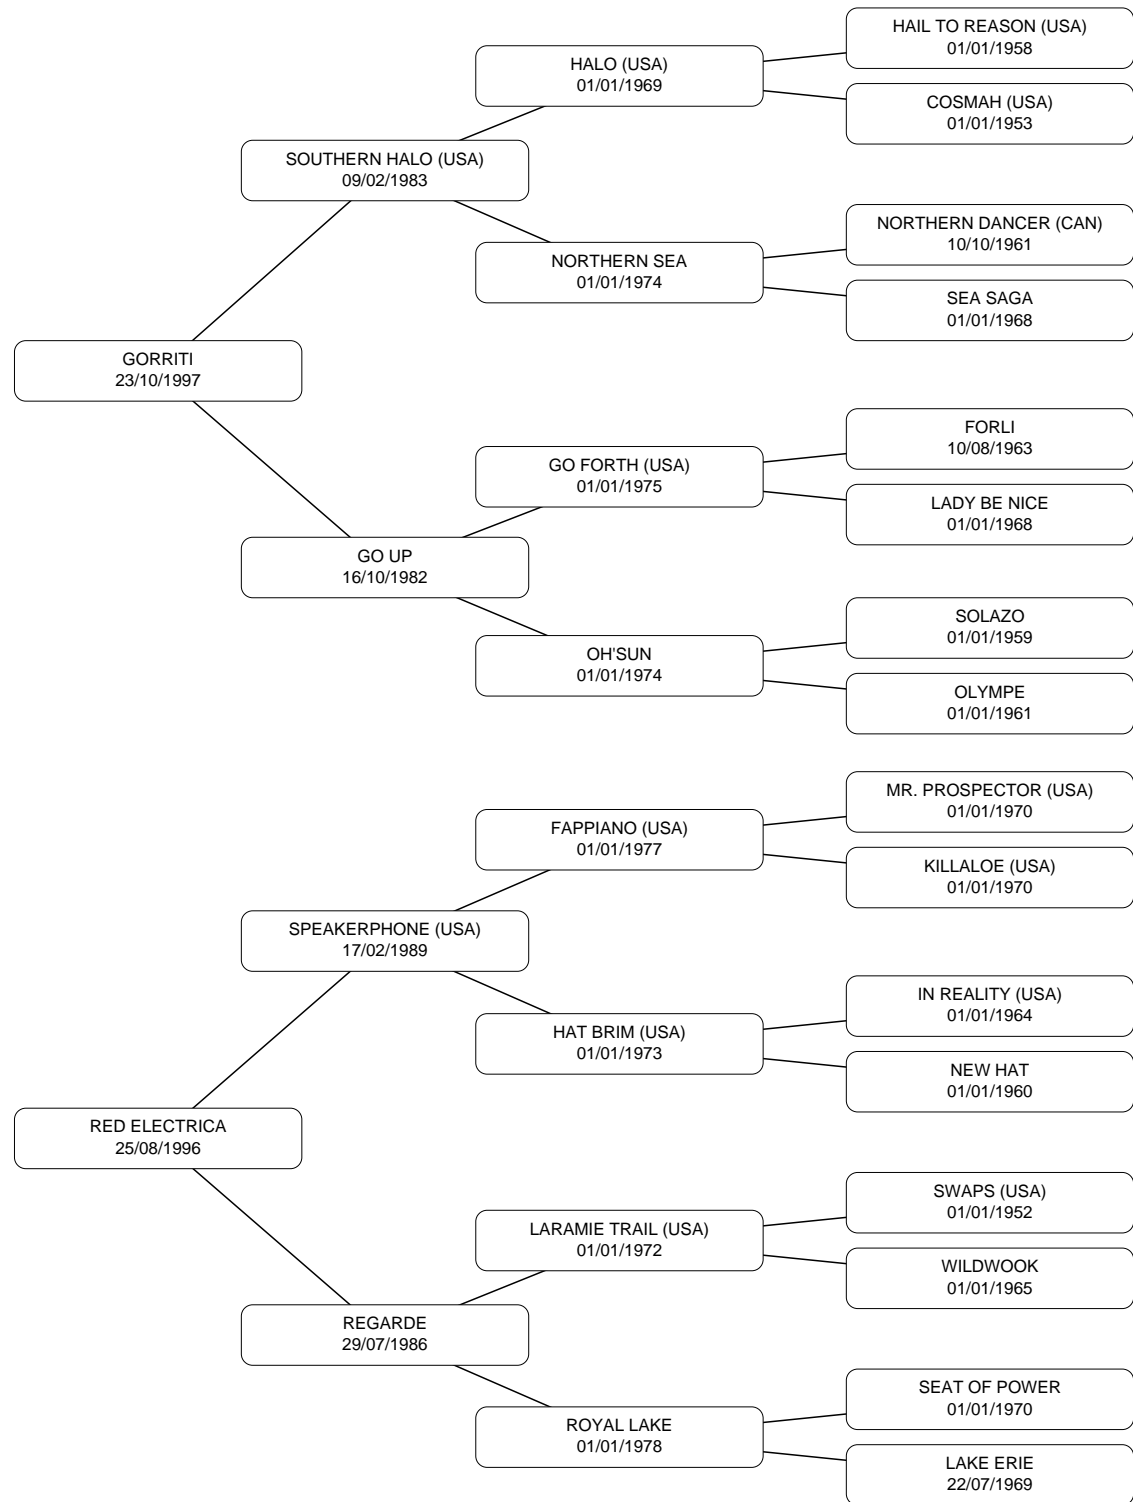 HAIL TO REASON (USA)
01/01/1958
HALO (USA)
01/01/1969
COSMAH (USA)
01/01/1953
SOUTHERN HALO (USA)
09/02/1983
NORTHERN DANCER (CAN)
10/10/1961
NORTHERN SEA
01/01/1974
SEA SAGA
01/01/1968
GORRITI
23/10/1997
FORLI
10/08/1963
GO FORTH (USA)
01/01/1975
LADY BE NICE
01/01/1968
GO UP
16/10/1982
SOLAZO
01/01/1959
OH'SUN
01/01/1974
OLYMPE
01/01/1961
MR. PROSPECTOR (USA)
01/01/1970
FAPPIANO (USA)
01/01/1977
KILLALOE (USA)
01/01/1970
SPEAKERPHONE (USA)
17/02/1989
IN REALITY (USA)
01/01/1964
HAT BRIM (USA)
01/01/1973
NEW HAT
01/01/1960
RED ELECTRICA
25/08/1996
SWAPS (USA)
01/01/1952
LARAMIE TRAIL (USA)
01/01/1972
WILDWOOK
01/01/1965
REGARDE
29/07/1986
SEAT OF POWER
01/01/1970
ROYAL LAKE
01/01/1978
LAKE ERIE
22/07/1969